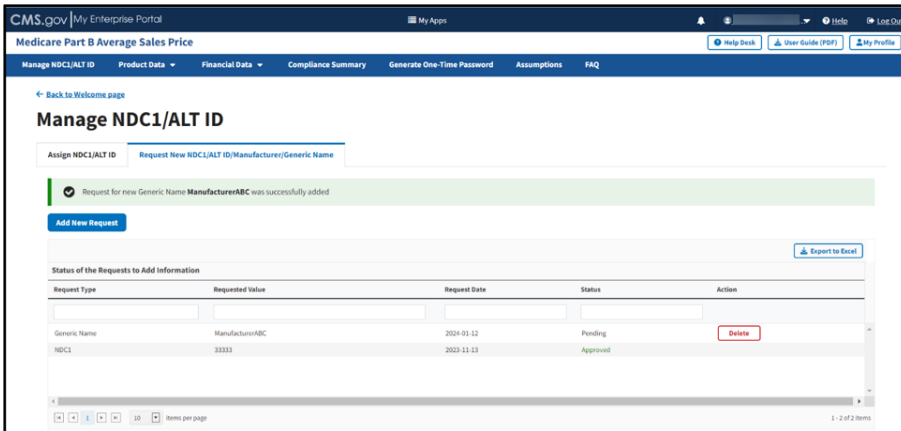 CMS.gov My Enterprise Portal
My Apps
Help
Log Ou
Medicare Part B Average Sales Price
Help Desk
User Guide (PDF)
My Profile
Manage NDC1/ALT ID
Product Data
Financial Data
Compliance Summary
Generate One-Time Password
Assumptions
FAQ
Back to Welcome page
Manage NDC1/ALT ID
Assign NDC1/ALT ID
Request New NDC1/ALT ID/Manufacturer/Generic Name
Request for new Generic Name ManufacturerABC was successfully added
Add New Request
Export to Excel
Status of the Requests to Add Information
Request Type Requested Value Request Date Status Action
Generic Name ManufacturerABC 2024-01-12 Pending Delete
NDC1 33333 2023-11-13 Approved
1 10 items per page 1 - 2 of 2 items